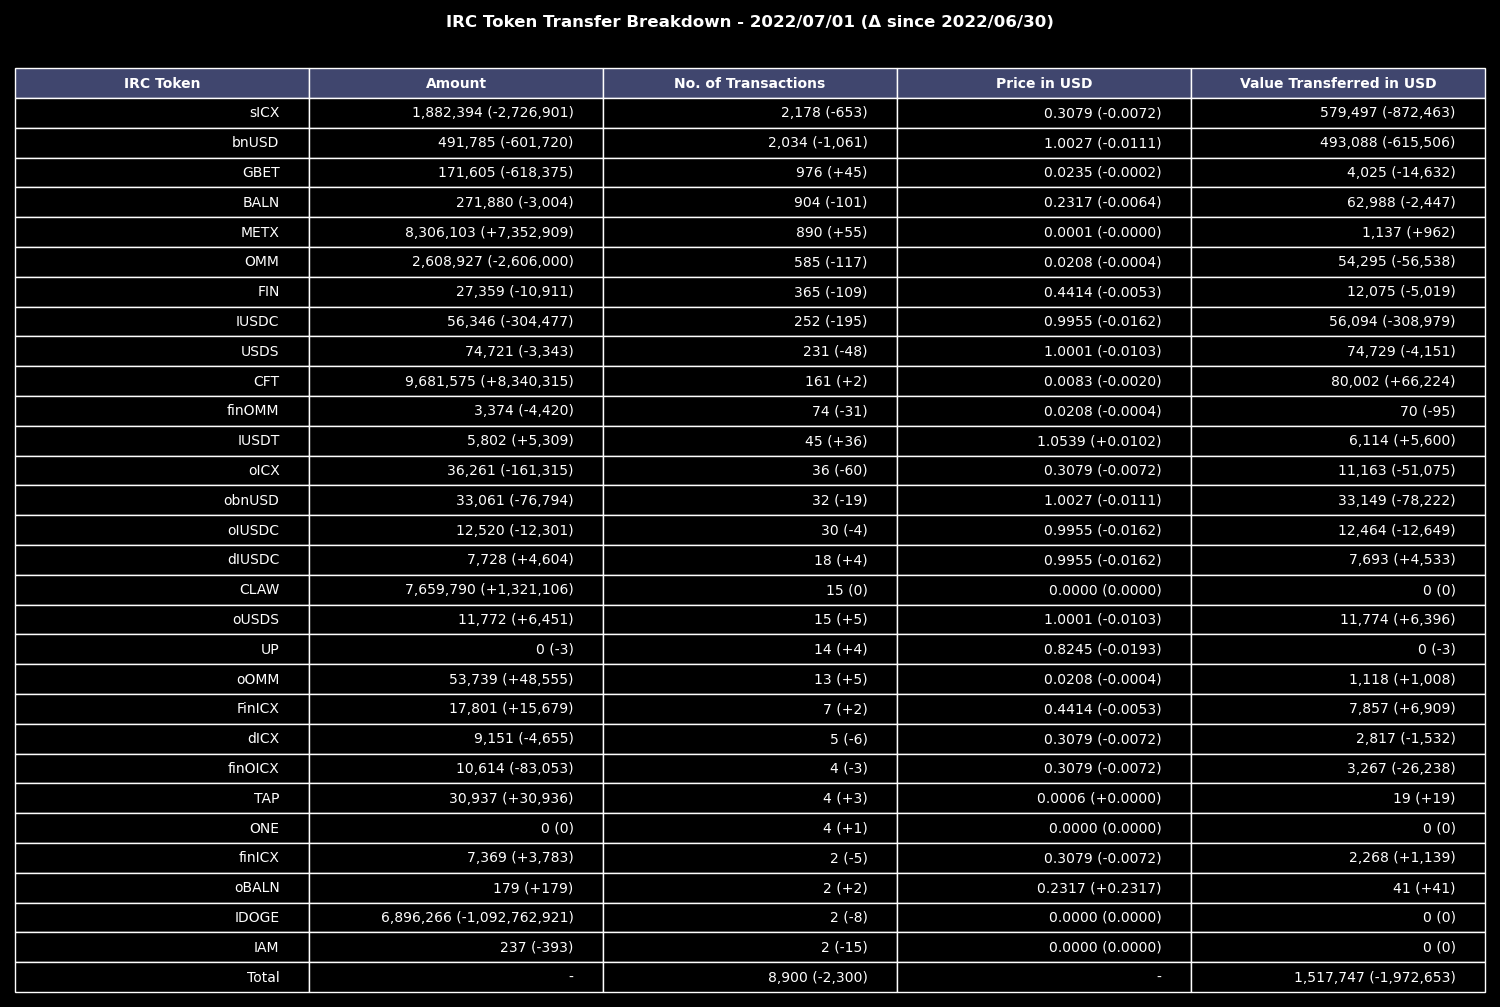 IRC Token Transfer Breakdown - 2022/07/01 (Δ since 2022/06/30)
IRC Token Amount No. of Transactions Price in USD Value Transferred in USD
sICX 1,882,394 (-2,726,901) 2,178 (-653) 0.3079 (-0.0072) 579,497 (-872,463)
bnUSD 491,785 (-601,720) 2,034 (-1,061) 1.0027 (-0.0111) 493,088 (-615,506)
GBET 171,605 (-618,375) 976 (+45) 0.0235 (-0.0002) 4,025 (-14,632)
BALN 271,880 (-3,004) 904 (-101) 0.2317 (-0.0064) 62,988 (-2,447)
METX 8,306,103 (+7,352,909) 890 (+55) 0.0001 (-0.0000) 1,137 (+962)
OMM 2,608,927 (-2,606,000) 585 (-117) 0.0208 (-0.0004) 54,295 (-56,538)
FIN 27,359 (-10,911) 365 (-109) 0.4414 (-0.0053) 12,075 (-5,019)
IUSDC 56,346 (-304,477) 252 (-195) 0.9955 (-0.0162) 56,094 (-308,979)
USDS 74,721 (-3,343) 231 (-48) 1.0001 (-0.0103) 74,729 (-4,151)
CFT 9,681,575 (+8,340,315) 161 (+2) 0.0083 (-0.0020) 80,002 (+66,224)
finOMM 3,374 (-4,420) 74 (-31) 0.0208 (-0.0004) 70 (-95)
IUSDT 5,802 (+5,309) 45 (+36) 1.0539 (+0.0102) 6,114 (+5,600)
oICX 36,261 (-161,315) 36 (-60) 0.3079 (-0.0072) 11,163 (-51,075)
obnUSD 33,061 (-76,794) 32 (-19) 1.0027 (-0.0111) 33,149 (-78,222)
oIUSDC 12,520 (-12,301) 30 (-4) 0.9955 (-0.0162) 12,464 (-12,649)
dIUSDC 7,728 (+4,604) 18 (+4) 0.9955 (-0.0162) 7,693 (+4,533)
CLAW 7,659,790 (+1,321,106) 15 (0) 0.0000 (0.0000) 0 (0)
oUSDS 11,772 (+6,451) 15 (+5) 1.0001 (-0.0103) 11,774 (+6,396)
UP 0 (-3) 14 (+4) 0.8245 (-0.0193) 0 (-3)
oOMM 53,739 (+48,555) 13 (+5) 0.0208 (-0.0004) 1,118 (+1,008)
FinICX 17,801 (+15,679) 7 (+2) 0.4414 (-0.0053) 7,857 (+6,909)
dICX 9,151 (-4,655) 5 (-6) 0.3079 (-0.0072) 2,817 (-1,532)
finOICX 10,614 (-83,053) 4 (-3) 0.3079 (-0.0072) 3,267 (-26,238)
TAP 30,937 (+30,936) 4 (+3) 0.0006 (+0.0000) 19 (+19)
ONE 0 (0) 4 (+1) 0.0000 (0.0000) 0 (0)
finICX 7,369 (+3,783) 2 (-5) 0.3079 (-0.0072) 2,268 (+1,139)
oBALN 179 (+179) 2 (+2) 0.2317 (+0.2317) 41 (+41)
IDOGE 6,896,266 (-1,092,762,921) 2 (-8) 0.0000 (0.0000) 0 (0)
IAM 237 (-393) 2 (-15) 0.0000 (0.0000) 0 (0)
Total - 8,900 (-2,300) - 1,517,747 (-1,972,653)